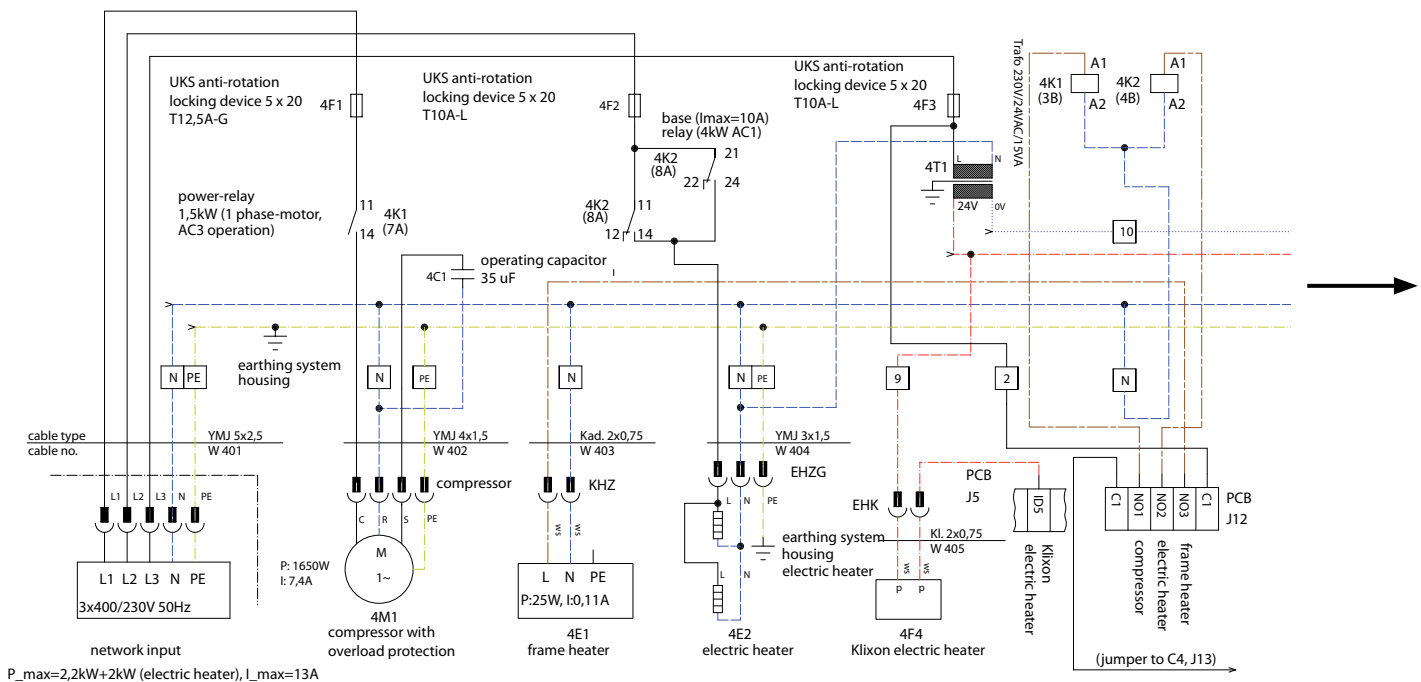 UKS anti-rotation
locking device 5 x 20
T12,5A-G
4F1
UKS anti-rotation
locking device 5 x 20
T10A-L
4F2
base (Imax=10A)
relay (4kW AC1)
UKS anti-rotation
locking device 5 x 20
T10A-L
4F3
Trafo 230V/24VAC/15VA
4K1
(3B)
A1
A2
4K2
(4B)
A1
A2
4K2
(8A)
21
22
24
4T1
L
N
24V
0V
power-relay
1,5kW (1 phase-motor,
AC3 operation)
11
14
4K1
(7A)
4K2
(8A)
11
12
14
10
operating capacitor
35 uF
4C1
earthing system
housing
N
PE
N
PE
N
N
PE
9
2
N
cable type
cable no.
YMJ 5x2,5
W 401
YMJ 4x1,5
W 402
Kad. 2x0,75
W 403
YMJ 3x1,5
W 404
L1
L2
L3
N
PE
compressor
C
R
S
PE
KHZ
ws
ws
EHZG
L
N
PE
L
N
earthing system
housing
electric heater
EHK
Kl. 2x0,75
W 405
ws
ws
PCB
J5
ID5
Klixon
electric heater
C1
NO1
NO2
NO3
C1
PCB
J12
compressor
electric heater
frame heater
L1 L2 L3 N PE
3x400/230V 50Hz
network input
P_max=2,2kW+2kW (electric heater), I_max=13A
P: 1650W
I: 7,4A
M
1~
4M1
compressor with
overload protection
L N PE
P:25W, I:0,11A
4E1
frame heater
4E2
electric heater
p p
4F4
Klixon electric heater
(jumper to C4, J13)